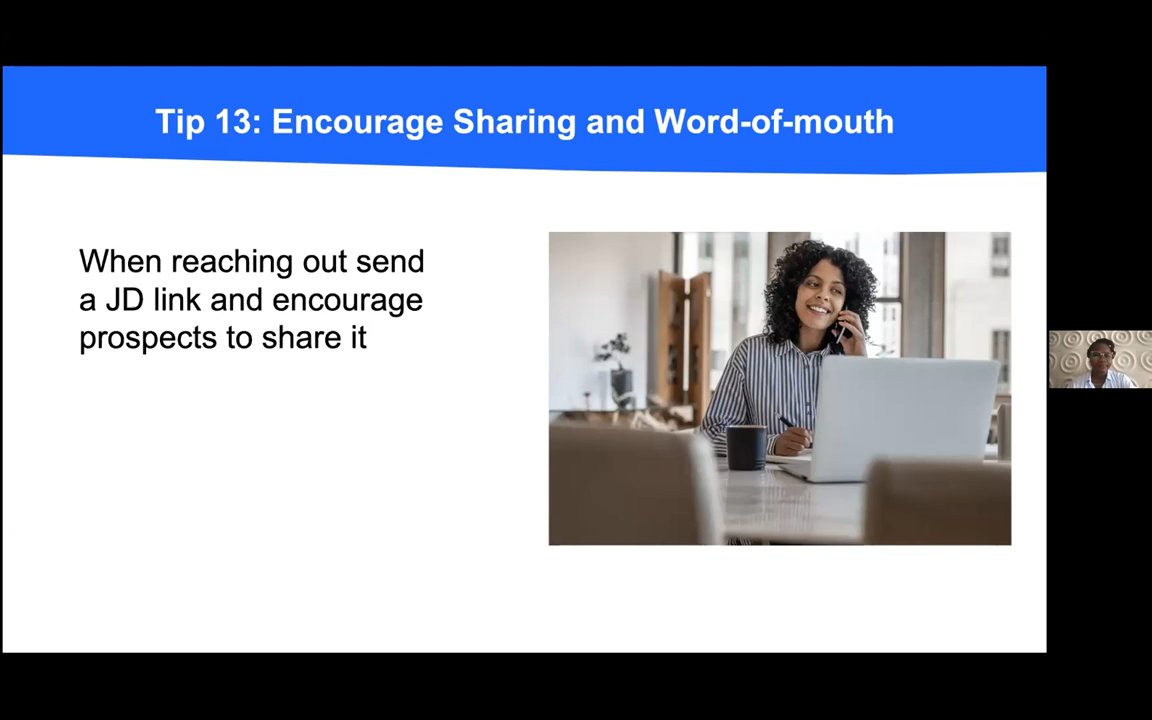 Tip 13: Encourage Sharing and Word-of-mouth
When reaching out send
a JD link and encourage
prospects to share it